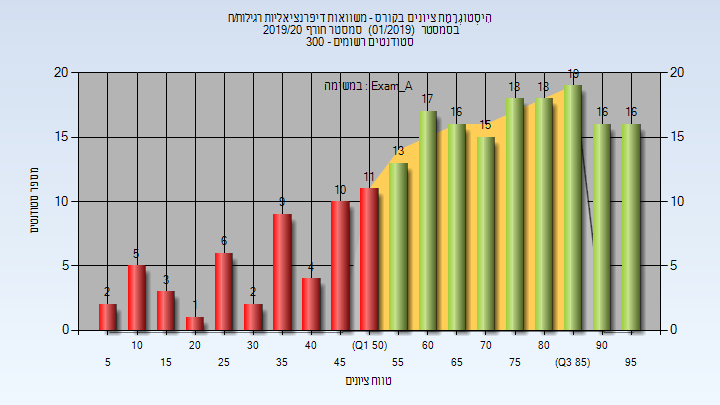 היסטוגרמת ציונים בקורס - משוואות דיפרנציאליות רגילות/ח
בסמסטר (01/2019) סמסטר חורף 2019/20
סטודנטים רשומים - 300
במשימה : Exam_A
20 20
15 15
10 10
5 5
0 0
מספר סטודנטים
2 5 3 1 6 2 9 4 10 11 13 17 16 15 18 18 19 16 16
10 20 30 40 (Q1 50) 60 70 80 90
5 15 25 35 45 55 65 75 (Q3 85) 95
טווח ציונים